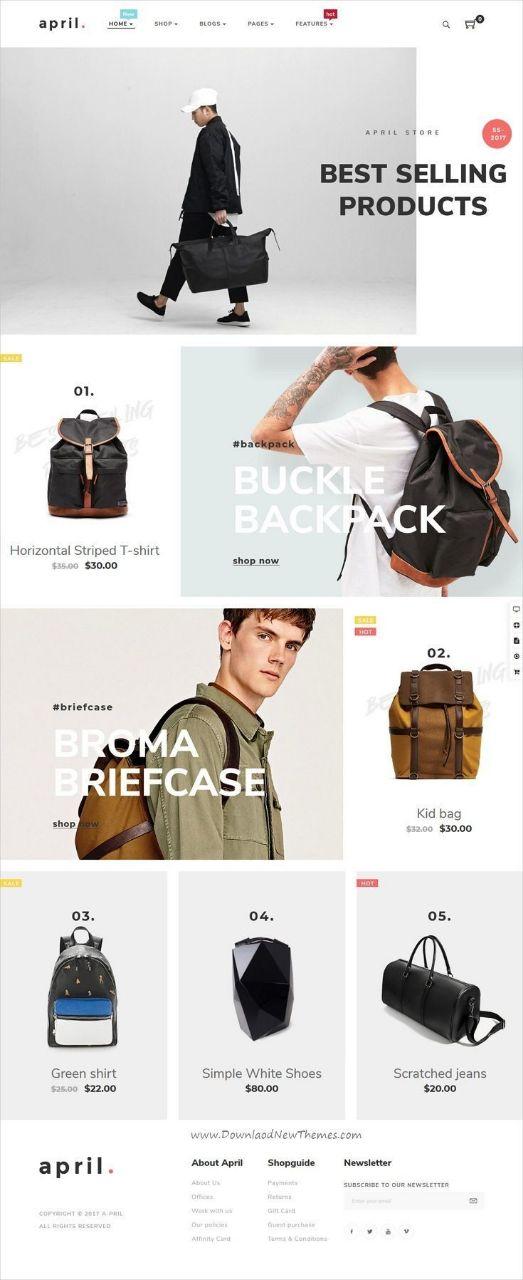 april.
New
HOME
SHOP
BLOGS
PAGES
hot
FEATURES
0
APRIL STORE
SS-
2017
BEST SELLING
PRODUCTS
SALE
01.
Horizontal Striped T-shirt
$35.00 $30.00
#backpack
BUCKLE
BACKPACK
shop now
#briefcase
BROMA
BRIEFCASE
shop now
SALE
HOT
02.
Kid bag
$32.00 $30.00
SALE
03.
Green shirt
$25.00 $22.00
04.
Simple White Shoes
$80.00
HOT
05.
Scratched jeans
$20.00
www.DownlaodNewThemes.com
april.
COPYRIGHT © 2017 A-PRIL
ALL RIGHTS RESERVED
About April
About Us
Offices
Work with us
Our policies
Affinity Card
Shopguide
Payments
Returns
Gift Card
Guest purchase
Terms & Conditions
Newsletter
SUBSCRIBE TO OUR NEWSLETTER
Enter your email